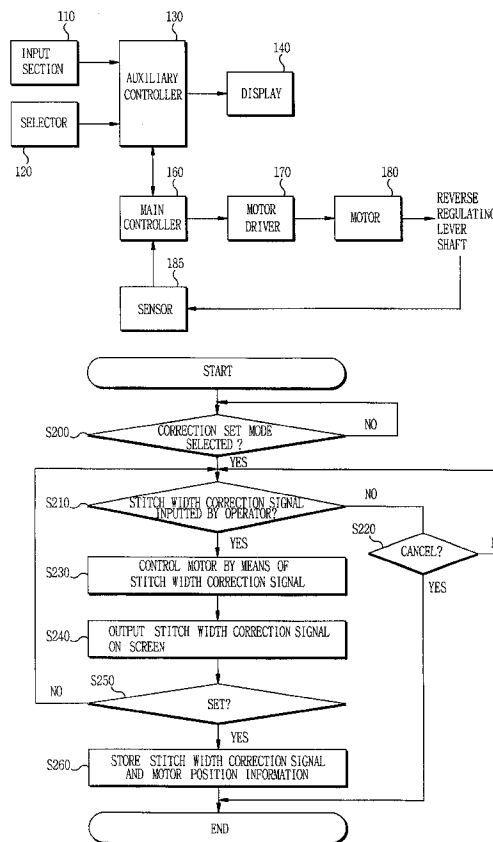 110
130
INPUT
SECTION
AUXILIARY
CONTROLLER
140
DISPLAY
SELECTOR
120
160
170
180
MAIN
CONTROLLER
MOTOR
DRIVER
MOTOR
REVERSE
REGULATING
LEVER
SHAFT
185
SENSOR
START
S200
CORRECTION SET MODE
SELECTED ?
NO
YES
S210
STITCH WIDTH CORRECTION SIGNAL
INPUTTED BY OPERATOR?
NO
S220
CANCEL?
YES
YES
S230
CONTROL MOTOR BY MEANS OF
STITCH WIDTH CORRECTION SIGNAL
S240
OUTPUT STITCH WIDTH CORRECTION SIGNAL
ON SCREEN
S250
NO
SET?
YES
S260
STORE STITCH WIDTH CORRECTION SIGNAL
AND MOTOR POSITION INFORMATION
END